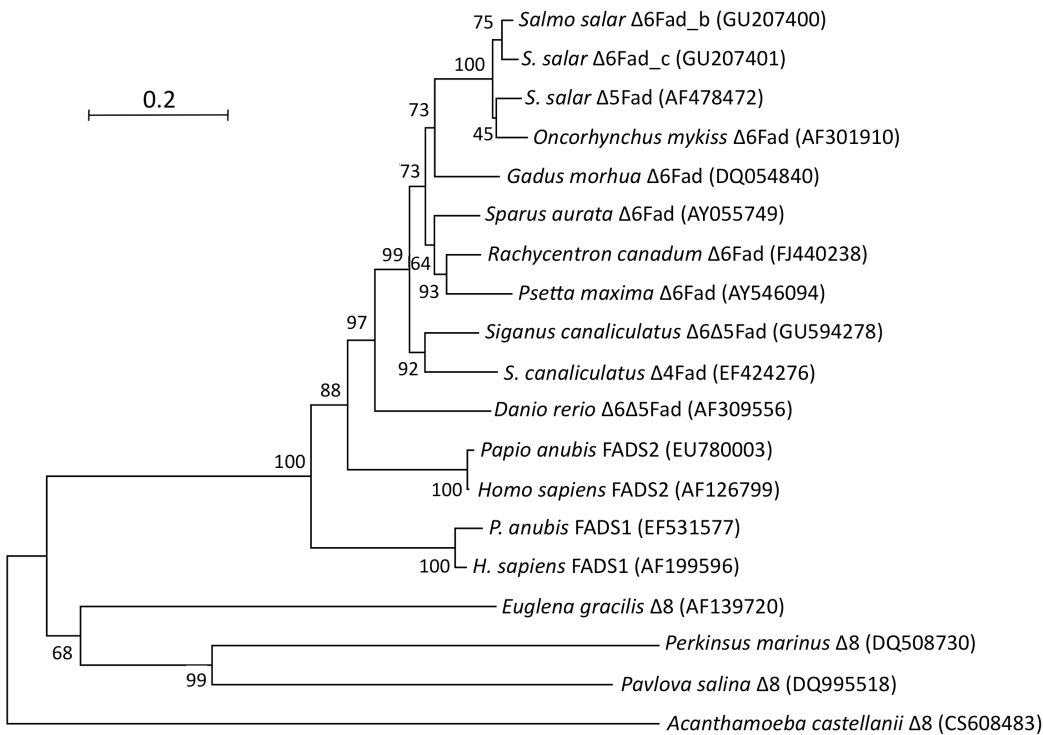 75 Salmo salar Δ6Fad_b (GU207400)
S. salar Δ6Fad_c (GU207401)
100
0.2
S. salar Δ5Fad (AF478472)
73
45 Oncorhynchus mykiss Δ6Fad (AF301910)
73
Gadus morhua Δ6Fad (DQ054840)
Sparus aurata Δ6Fad (AY055749)
99
64
Rachycentron canadum Δ6Fad (FJ440238)
93
Psetta maxima Δ6Fad (AY546094)
97
Siganus canaliculatus Δ6Δ5Fad (GU594278)
92
S. canaliculatus Δ4Fad (EF424276)
88
Danio rerio Δ6Δ5Fad (AF309556)
Papio anubis FADS2 (EU780003)
100
100 Homo sapiens FADS2 (AF126799)
P. anubis FADS1 (EF531577)
100 H. sapiens FADS1 (AF199596)
Euglena gracilis Δ8 (AF139720)
68
Perkinsus marinus Δ8 (DQ508730)
99
Pavlova salina Δ8 (DQ995518)
Acanthamoeba castellanii Δ8 (CS608483)